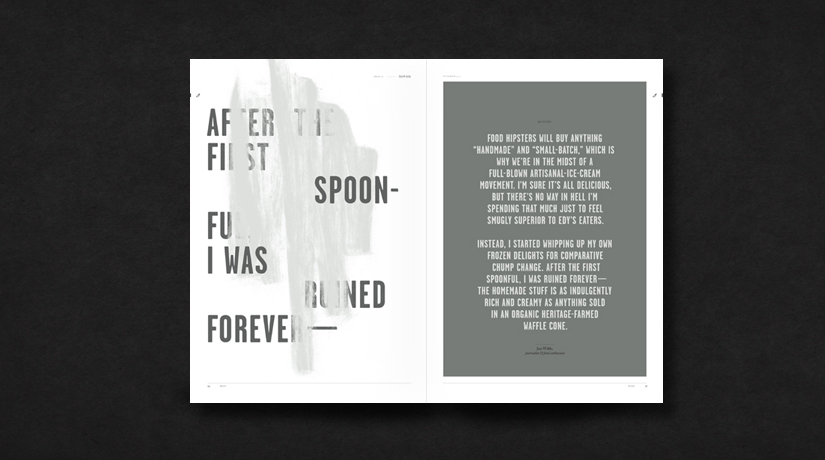 AFTER THE
FIRST
SPOON-
FUL
I WAS
RUINED
FOREVER—
FOOD HIPSTERS WILL BUY ANYTHING
"HANDMADE" AND "SMALL-BATCH," WHICH IS
WHY WE'RE IN THE MIDST OF A
FULL-BLOWN ARTISANAL-ICE-CREAM
MOVEMENT. I'M SURE IT'S ALL DELICIOUS,
BUT THERE'S NO WAY IN HELL I'M
SPENDING THAT MUCH JUST TO FEEL
SMUGLY SUPERIOR TO EDY'S EATERS.
INSTEAD, I STARTED WHIPPING UP MY OWN
FROZEN DELIGHTS FOR COMPARATIVE
CHUMP CHANGE. AFTER THE FIRST
SPOONFUL, I WAS RUINED FOREVER—
THE HOMEMADE STUFF IS AS INDULGENTLY
RICH AND CREAMY AS ANYTHING SOLD
IN AN ORGANIC HERITAGE-FARMED
WAFFLE CONE.